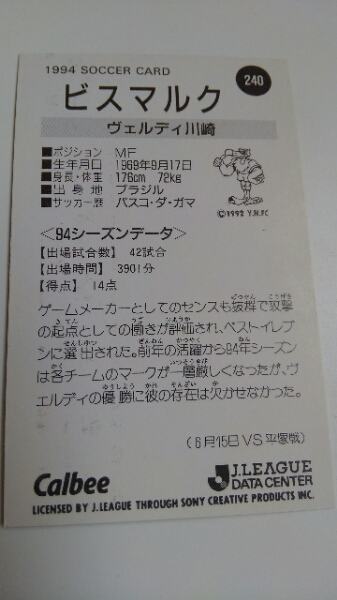 1994 SOCCER CARD
240
ビスマルク
ヴェルディ川崎
■ポジション MF
■生年月日 1969年9月17日
■身長・体重 176cm 72kg
■出身地 ブラジル
■サッカー歴 バスコ・ダ・ガマ
©1992 Y.N.FC
〈94シーズンデータ〉
【出場試合数】 42試合
【出場時間】 3901分
【得点】 14点
ゲームメーカーとしてのセンスも抜群で攻撃
の起点としての働きが評価され、ベストイレブ
ンに選出された。前年の活躍から94年シーズン
は各チームのマークが一層厳しくなったが、ヴ
ェルディの優勝に彼の存在は欠かせなかった。
(6月15日 VS 平塚戦)
Calbee
J.LEAGUE
DATA CENTER
LICENSED BY J.LEAGUE THROUGH SONY CREATIVE PRODUCTS INC.